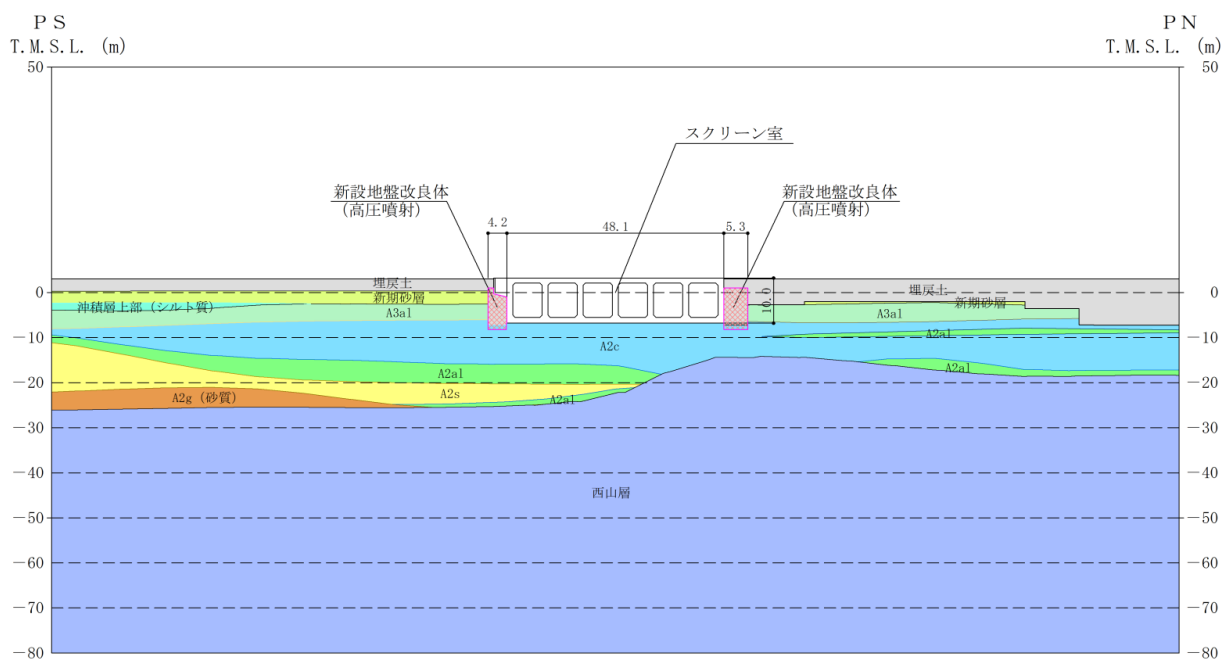 ＰＳ
T.M.S.L. (m)
ＰＮ
T.M.S.L. (m)
50
50
スクリーン室
新設地盤改良体
（高圧噴射）
新設地盤改良体
（高圧噴射）
4.2
48.1
5.3
10.0
埋戻土
新期砂層
沖積層上部（シルト質）
A3al
埋戻土
新期砂層
A3al
0
0
A2c
A2al
−10
−10
A2al
A2al
−20
−20
A2s
A2g（砂質）
A2al
−30
−30
−40
−40
西山層
−50
−50
−60
−60
−70
−70
−80
−80